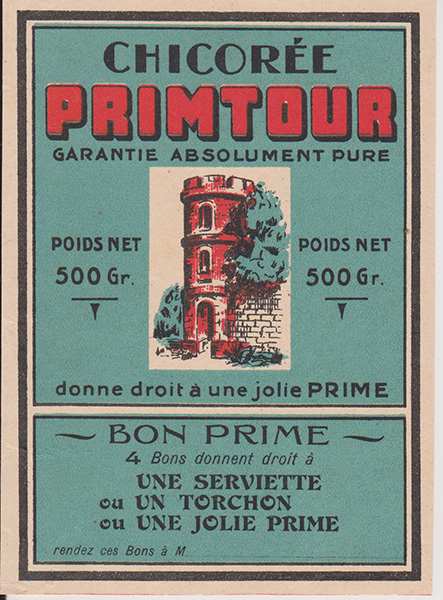 CHICORÉE
PRIMTOUR
GARANTIE ABSOLUMENT PURE
POIDS NET
500 Gr.
POIDS NET
500 Gr.
donne droit à une jolie PRIME
~ BON PRIME ~
4 Bons donnent droit à
UNE SERVIETTE
ou UN TORCHON
ou UNE JOLIE PRIME
rendez ces Bons à M